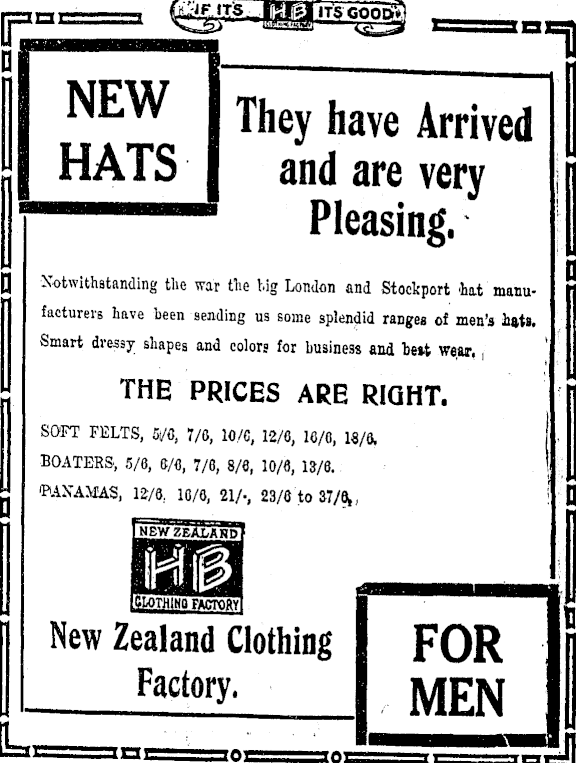 IF IT'S HB IT'S GOOD
CLOTHING FACTORY
NEW
HATS
They have Arrived
and are very
Pleasing.
Notwithstanding the war the big London and Stockport hat manu-
facturers have been sending us some splendid ranges of men's hats.
Smart dressy shapes and colors for business and best wear.
THE PRICES ARE RIGHT.
SOFT FELTS, 5/6, 7/6, 10/6, 12/6, 16/6, 18/6.
BOATERS, 5/6, 6/6, 7/6, 8/6, 10/6, 13/6.
PANAMAS, 12/6, 16/6, 21/-, 23/6 to 37/6.
NEW ZEALAND
HB
CLOTHING FACTORY
New Zealand Clothing
Factory.
FOR
MEN